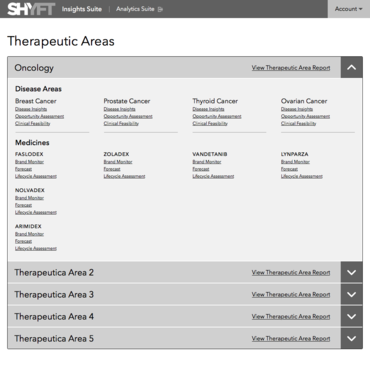 SHYFT Insights Suite | Analytics Suite Account
Therapeutic Areas
Oncology View Therapeutic Area Report
Disease Areas
Breast Cancer Prostate Cancer Thyroid Cancer Ovarian Cancer
Disease Insights Disease Insights Disease Insights Disease Insights
Opportunity Assessment Opportunity Assessment Opportunity Assessment Opportunity Assessment
Clinical Feasibility Clinical Feasibility Clinical Feasibility Clinical Feasibility
Medicines
FASLODEX ZOLADEX VANDETANIB LYNPARZA
Brand Monitor Brand Monitor Brand Monitor Brand Monitor
Forecast Forecast Forecast Forecast
Lifecycle Assessment Lifecycle Assessment Lifecycle Assessment Lifecycle Assessment
NOLVADEX
Brand Monitor
Forecast
Lifecycle Assessment
ARIMIDEX
Brand Monitor
Forecast
Lifecycle Assessment
Therapeutica Area 2 View Therapeutic Area Report
Therapeutica Area 3 View Therapeutic Area Report
Therapeutica Area 4 View Therapeutic Area Report
Therapeutica Area 5 View Therapeutic Area Report